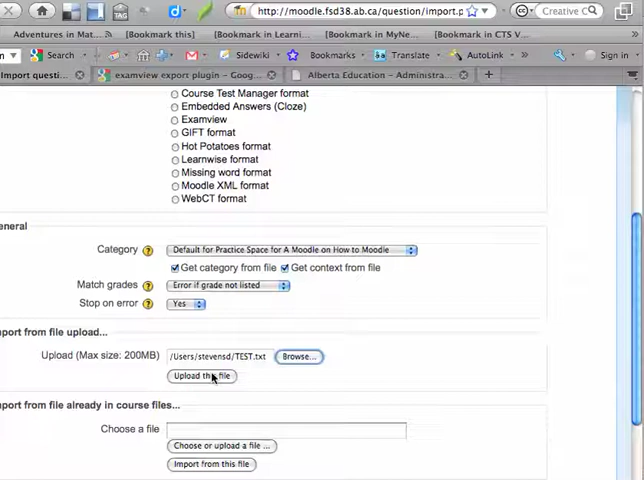 http://moodle.fsd38.ab.ca/question/import.p
cc Creative C
Adventures in Mat... [Bookmark this] [Bookmark in Learni... [Bookmark in MyNe... [Bookmark in CTS V
Search Sidewiki Bookmarks Translate AutoLink Sign in
Import questi... examview export plugin – Goog... Alberta Education – Administra...
Course Test Manager format
Embedded Answers (Cloze)
Examview
GIFT format
Hot Potatoes format
Learnwise format
Missing word format
Moodle XML format
WebCT format
eneral
Category ? Default for Practice Space for A Moodle on How to Moodle
Get category from file Get context from file
Match grades ? Error if grade not listed
Stop on error ? Yes
mport from file upload...
Upload (Max size: 200MB) /Users/stevensd/TEST.txt Browse...
Upload this file
mport from file already in course files...
Choose a file
Choose or upload a file ...
Import from this file